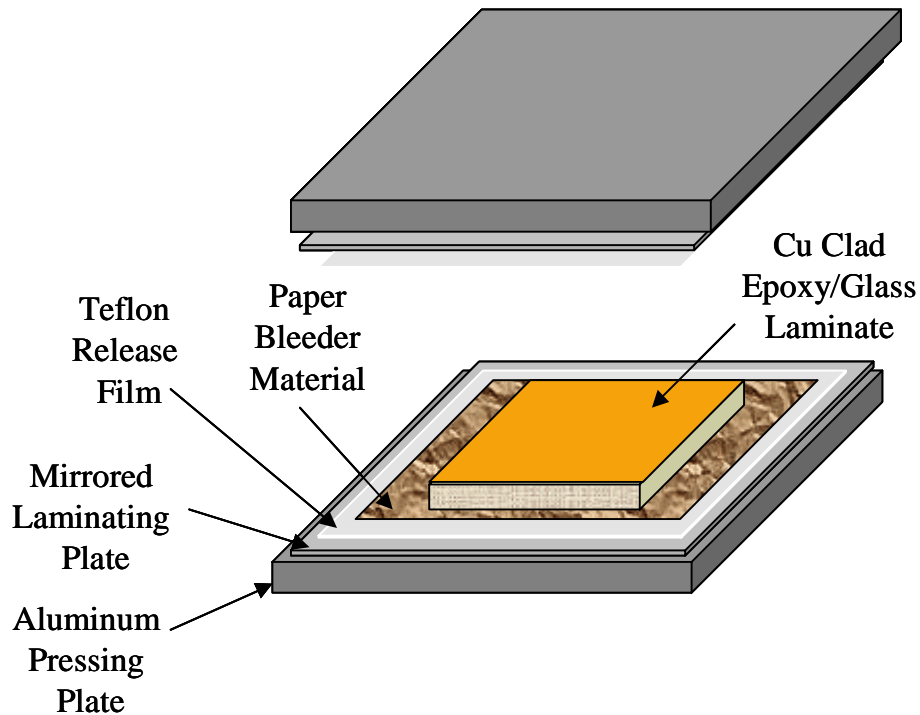 Cu Clad
Epoxy/Glass
Laminate
Paper
Bleeder
Material
Teflon
Release
Film
Mirrored
Laminating
Plate
Aluminum
Pressing
Plate